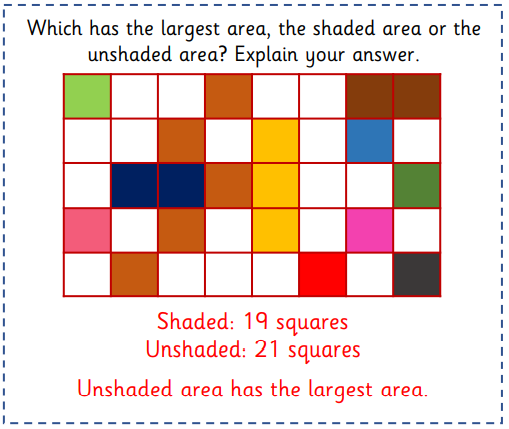 Which has the largest area, the shaded area or the
unshaded area? Explain your answer.
Shaded: 19 squares
Unshaded: 21 squares
Unshaded area has the largest area.